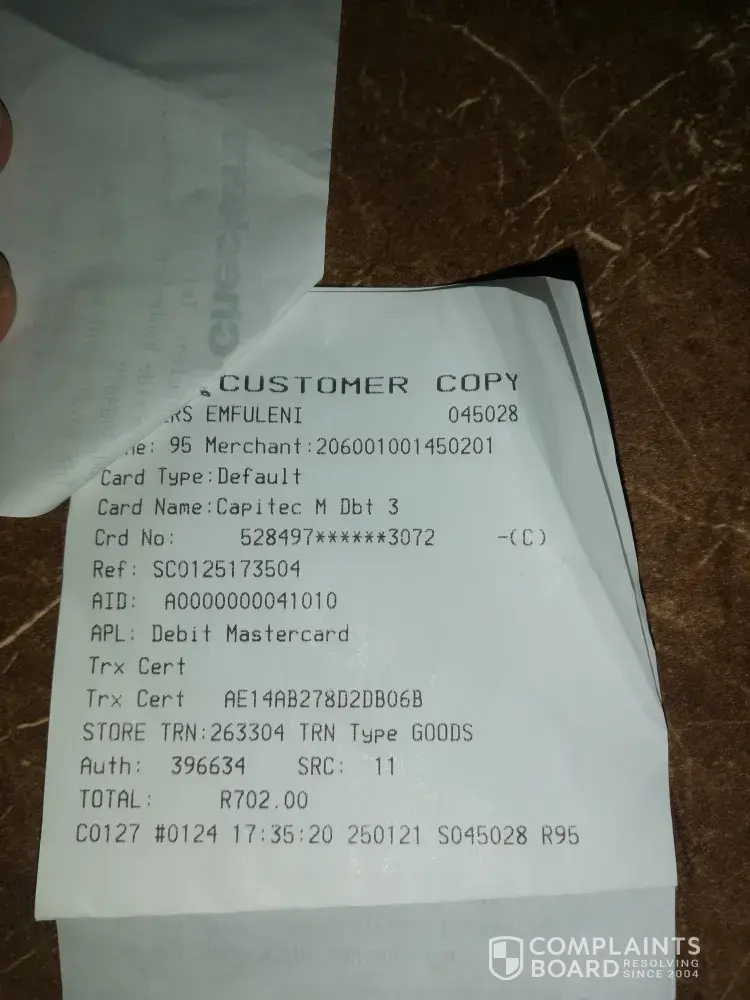 Checkers
CUSTOMER COPY
ERS EMFULENI 045028
ne: 95 Merchant:206001001450201
Card Type:Default
Card Name:Capitec M Dbt 3
Crd No: 528497******3072 -(C)
Ref: SC0125173504
AID: A0000000041010
APL: Debit Mastercard
Trx Cert
Trx Cert AE14AB278D2DB06B
STORE TRN:263304 TRN Type GOODS
Auth: 396634 SRC: 11
TOTAL: R702.00
C0127 #0124 17:35:20 250121 S045028 R95
COMPLAINTS
BOARD RESOLVING
SINCE 2004